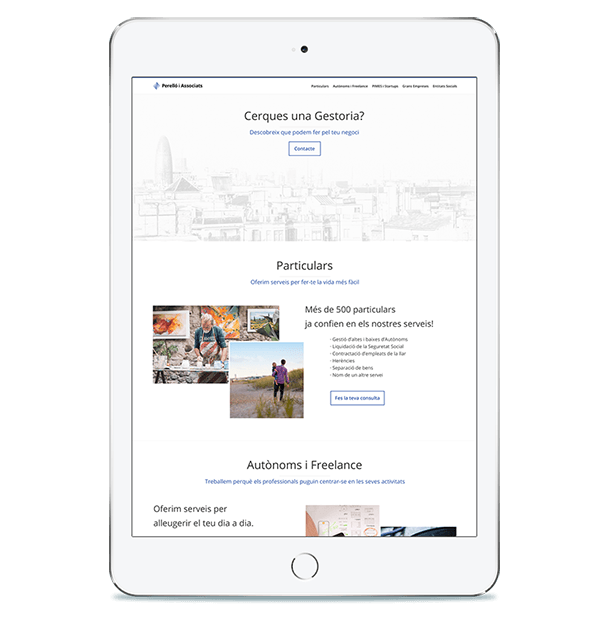 Perelló i Associats
Particulars Autònoms i Freelance PIMES i Startups Grans Empreses Entitats Socials
Cerques una Gestoria?
Descobreix que podem fer pel teu negoci
Contacte
Particulars
Oferim serveis per fer-te la vida més fàcil
Més de 500 particulars
ja confien en els nostres serveis!
- Gestió d'altes i baixes d'Autònoms
- Liquidació de la Seguretat Social
- Contractació d'empleats de la llar
- Herències
- Separació de bens
- Nom de un altre servei
Fes la teva consulta
Autònoms i Freelance
Treballem perquè els professionals puguin centrar-se en les seves activitats
Oferim serveis per
alleugerir el teu dia a dia.